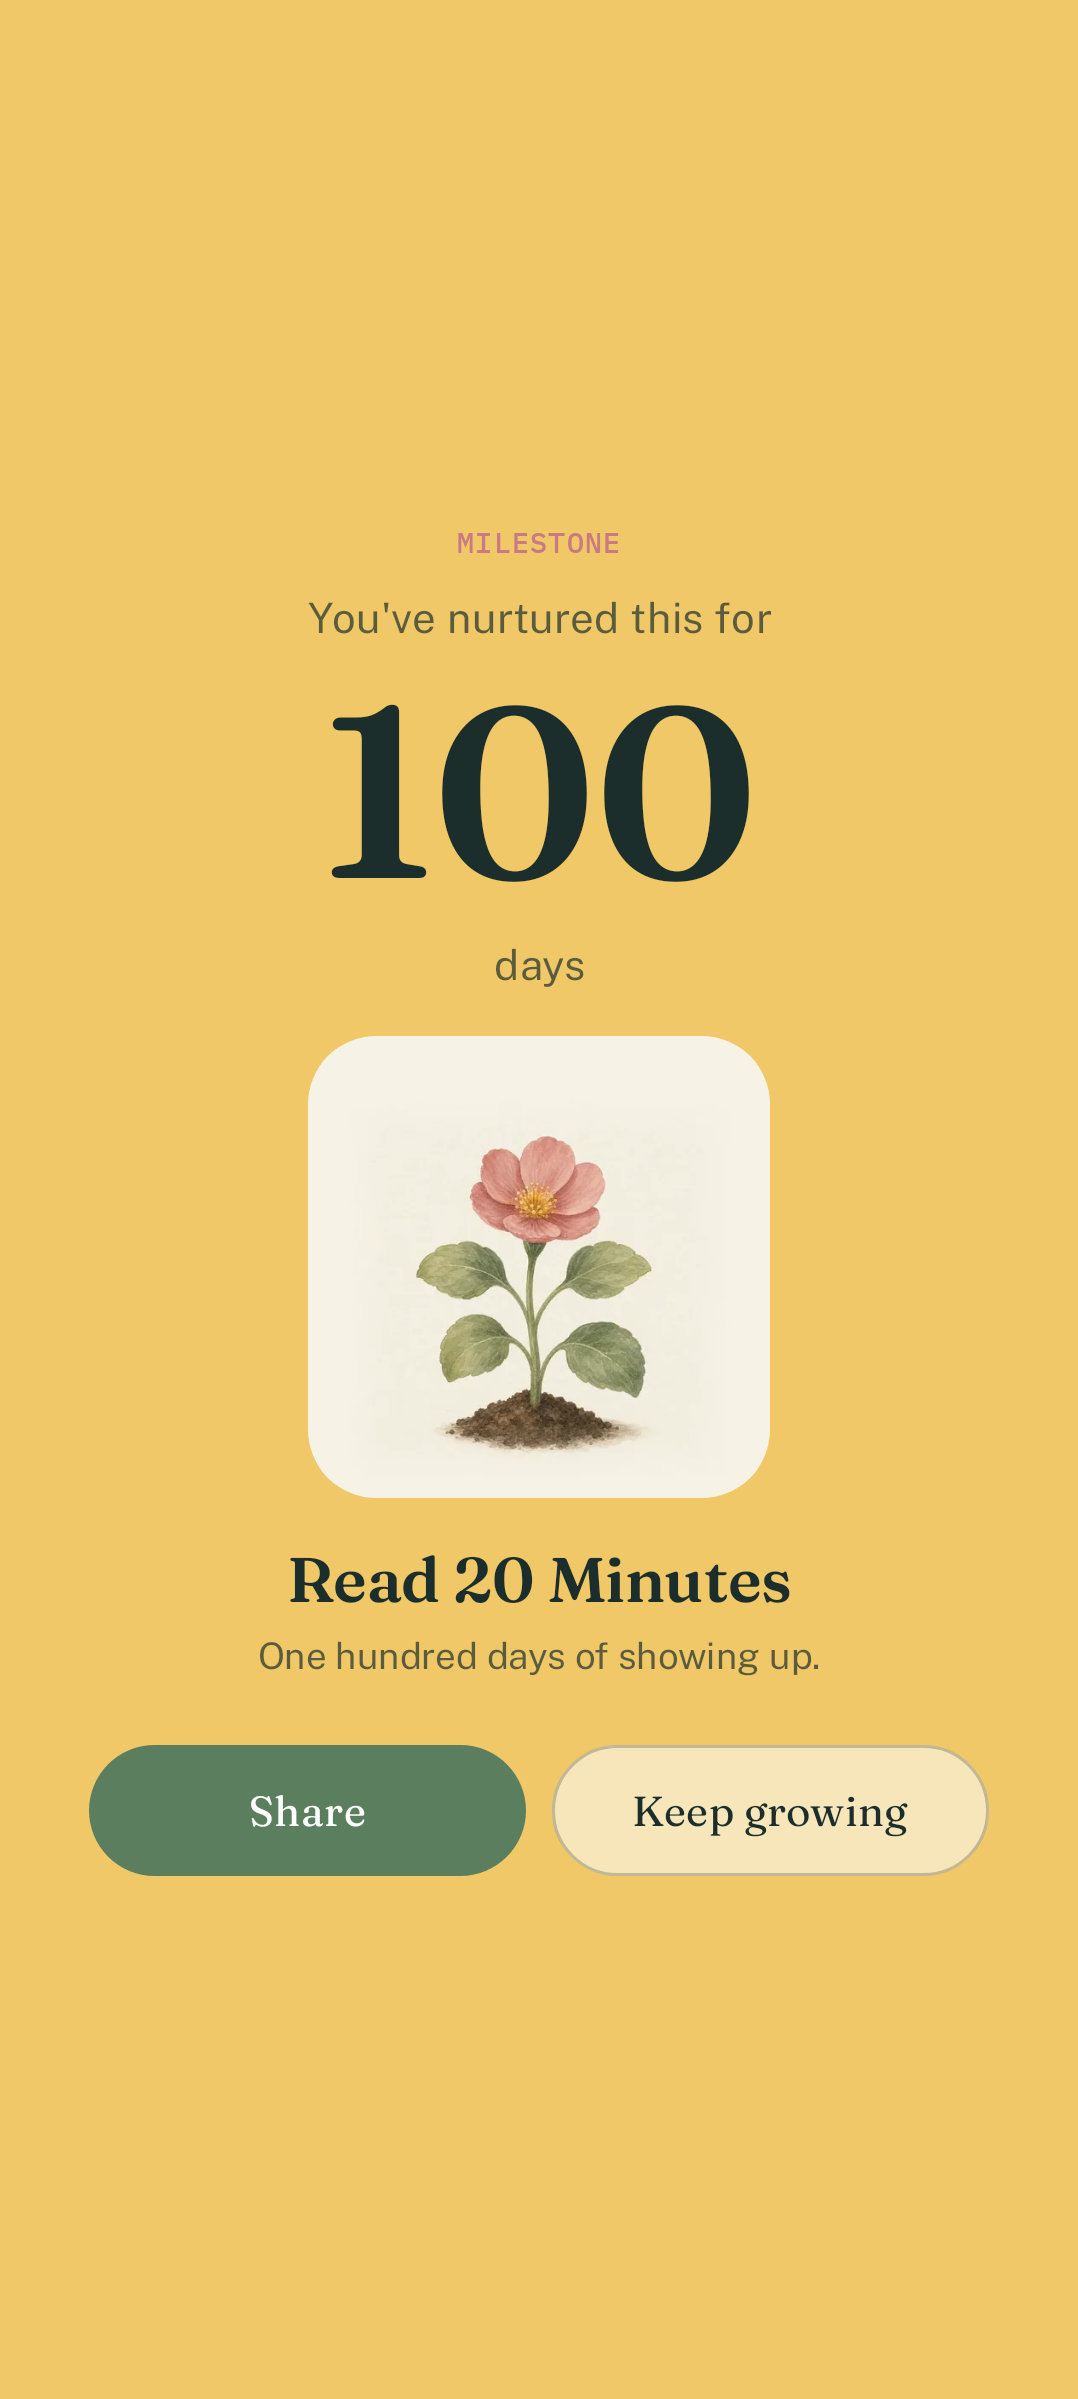 MILESTONE
You've nurtured this for
100
days
Read 20 Minutes
One hundred days of showing up.
Share
Keep growing